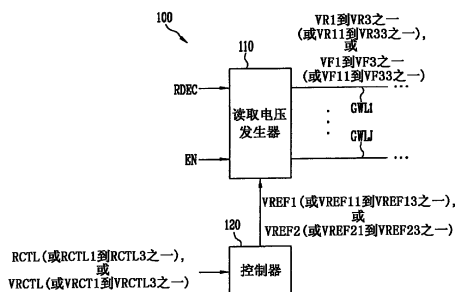 100
VR1到VR3之一
(或VR11到VR33之一),
或
VF1到VF3之一
(或VF11到VF33之一)
110
RDEC
读取电压
发生器
GWL1
GWLJ
EN
VREF1(或VREF11到VREF13之一),
或
VREF2(或VREF21到VREF23之一)
120
RCTL(或RCTL1到RCTL3之一),
或
VRCTL(或VRCT1到VRCTL3之一)
控制器